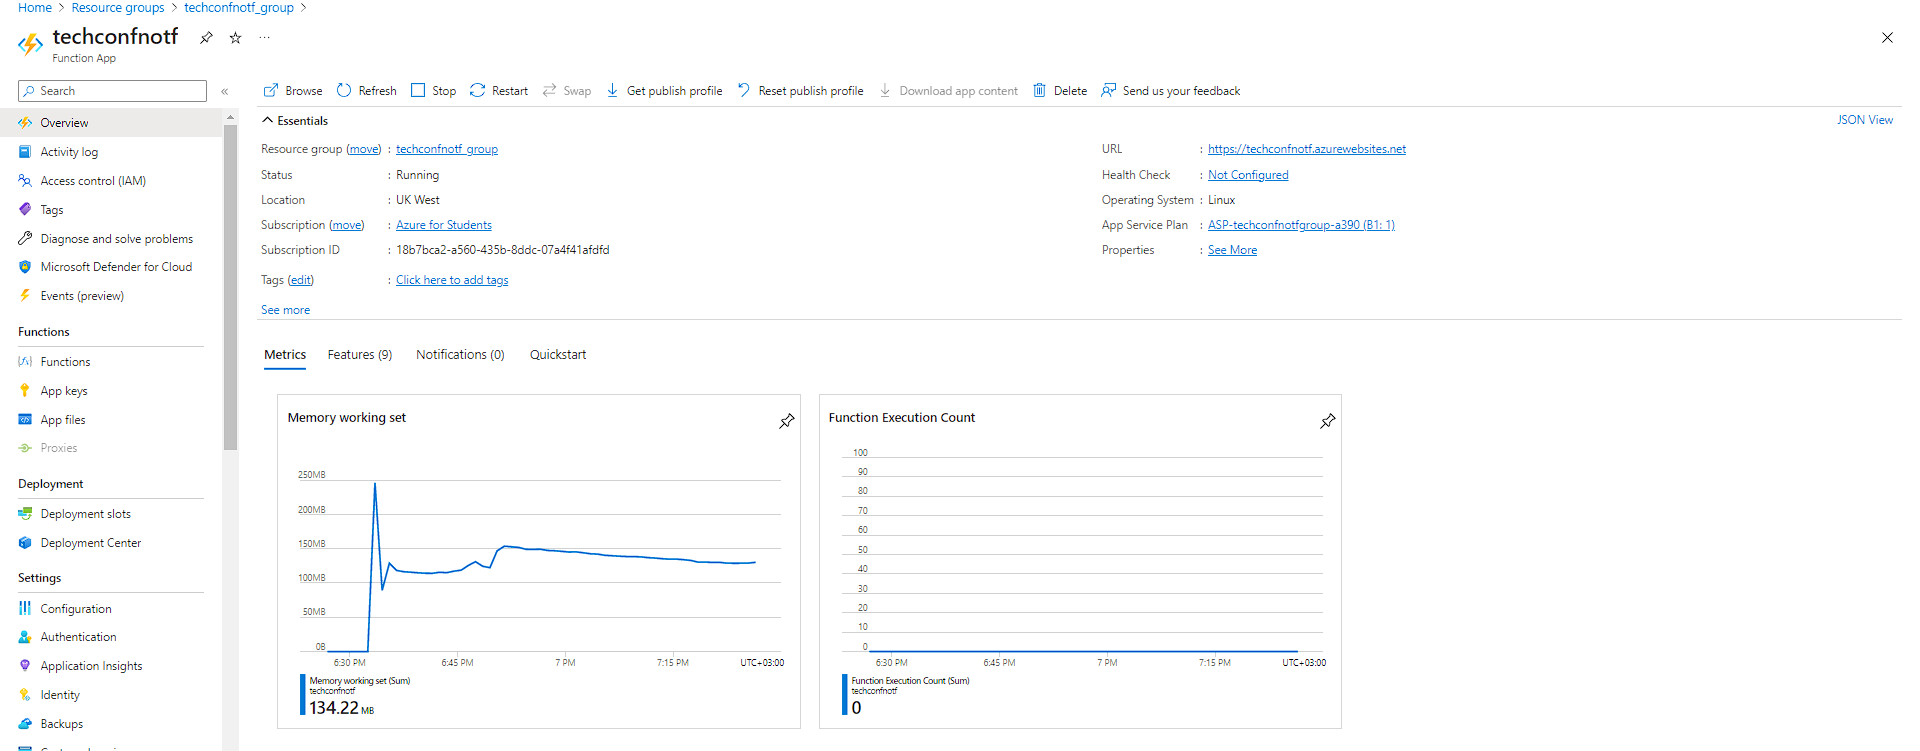 Home > Resource groups > techconfnotf_group >
techconfnotf
Function App
Search
«
Browse Refresh Stop Restart Swap Get publish profile Reset publish profile Download app content Delete Send us your feedback
Overview
Activity log
Access control (IAM)
Tags
Diagnose and solve problems
Microsoft Defender for Cloud
Events (preview)
Functions
Functions
App keys
App files
Proxies
Deployment
Deployment slots
Deployment Center
Settings
Configuration
Authentication
Application Insights
Identity
Backups
Essentials
JSON View
Resource group (move) : techconfnotf_group
Status : Running
Location : UK West
Subscription (move) : Azure for Students
Subscription ID : 18b7bca2-a560-435b-8ddc-07a4f41afdfd
Tags (edit) : Click here to add tags
See more
URL : https://techconfnotf.azurewebsites.net
Health Check : Not Configured
Operating System : Linux
App Service Plan : ASP-techconfnotfgroup-a390 (B1: 1)
Properties : See More
Metrics Features (9) Notifications (0) Quickstart
Memory working set
250MB
200MB
150MB
100MB
50MB
0B
6:30 PM 6:45 PM 7 PM 7:15 PM UTC+03:00
Memory working set (Sum)
techconfnotf
134.22 MB
Function Execution Count
100
90
80
70
60
50
40
30
20
10
0
6:30 PM 6:45 PM 7 PM 7:15 PM UTC+03:00
Function Execution Count (Sum)
techconfnotf
0